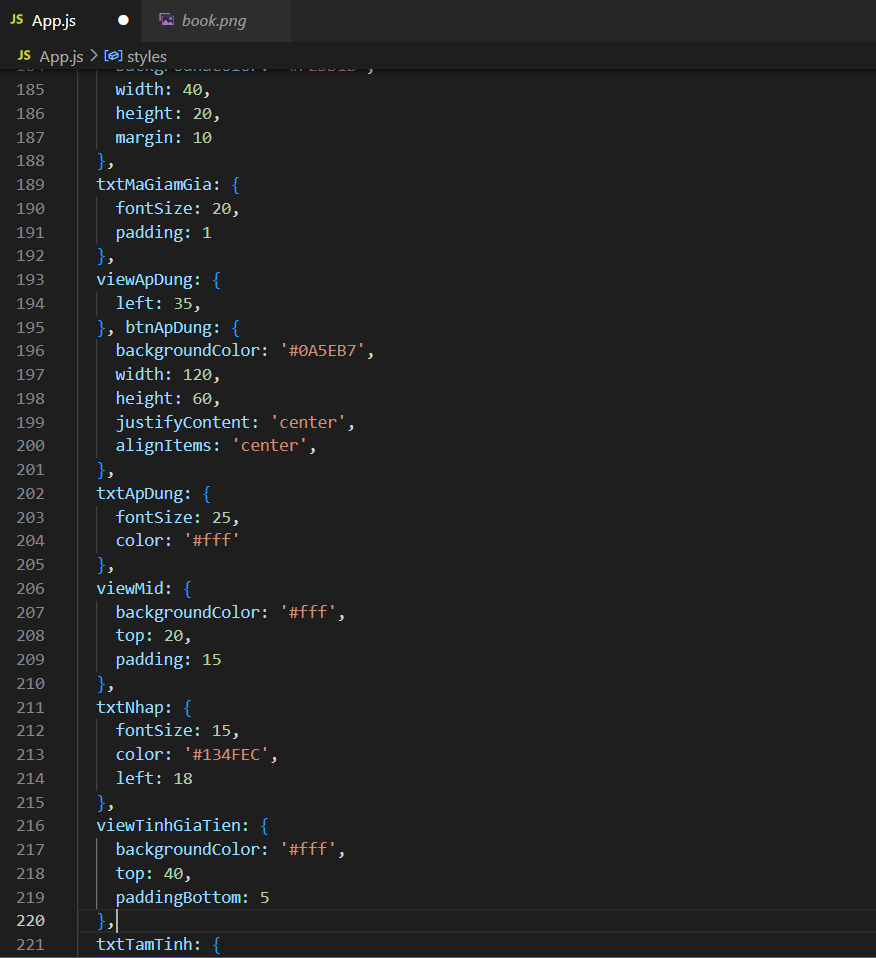 JS App.js
book.png
JS App.js > styles
185 width: 40,
186 height: 20,
187 margin: 10
188 },
189 txtMaGiamGia: {
190 fontSize: 20,
191 padding: 1
192 },
193 viewApDung: {
194 left: 35,
195 }, btnApDung: {
196 backgroundColor: '#0A5EB7',
197 width: 120,
198 height: 60,
199 justifyContent: 'center',
200 alignItems: 'center',
201 },
202 txtApDung: {
203 fontSize: 25,
204 color: '#fff'
205 },
206 viewMid: {
207 backgroundColor: '#fff',
208 top: 20,
209 padding: 15
210 },
211 txtNhap: {
212 fontSize: 15,
213 color: '#134FEC',
214 left: 18
215 },
216 viewTinhGiaTien: {
217 backgroundColor: '#fff',
218 top: 40,
219 paddingBottom: 5
220 },
221 txtTamTinh: {